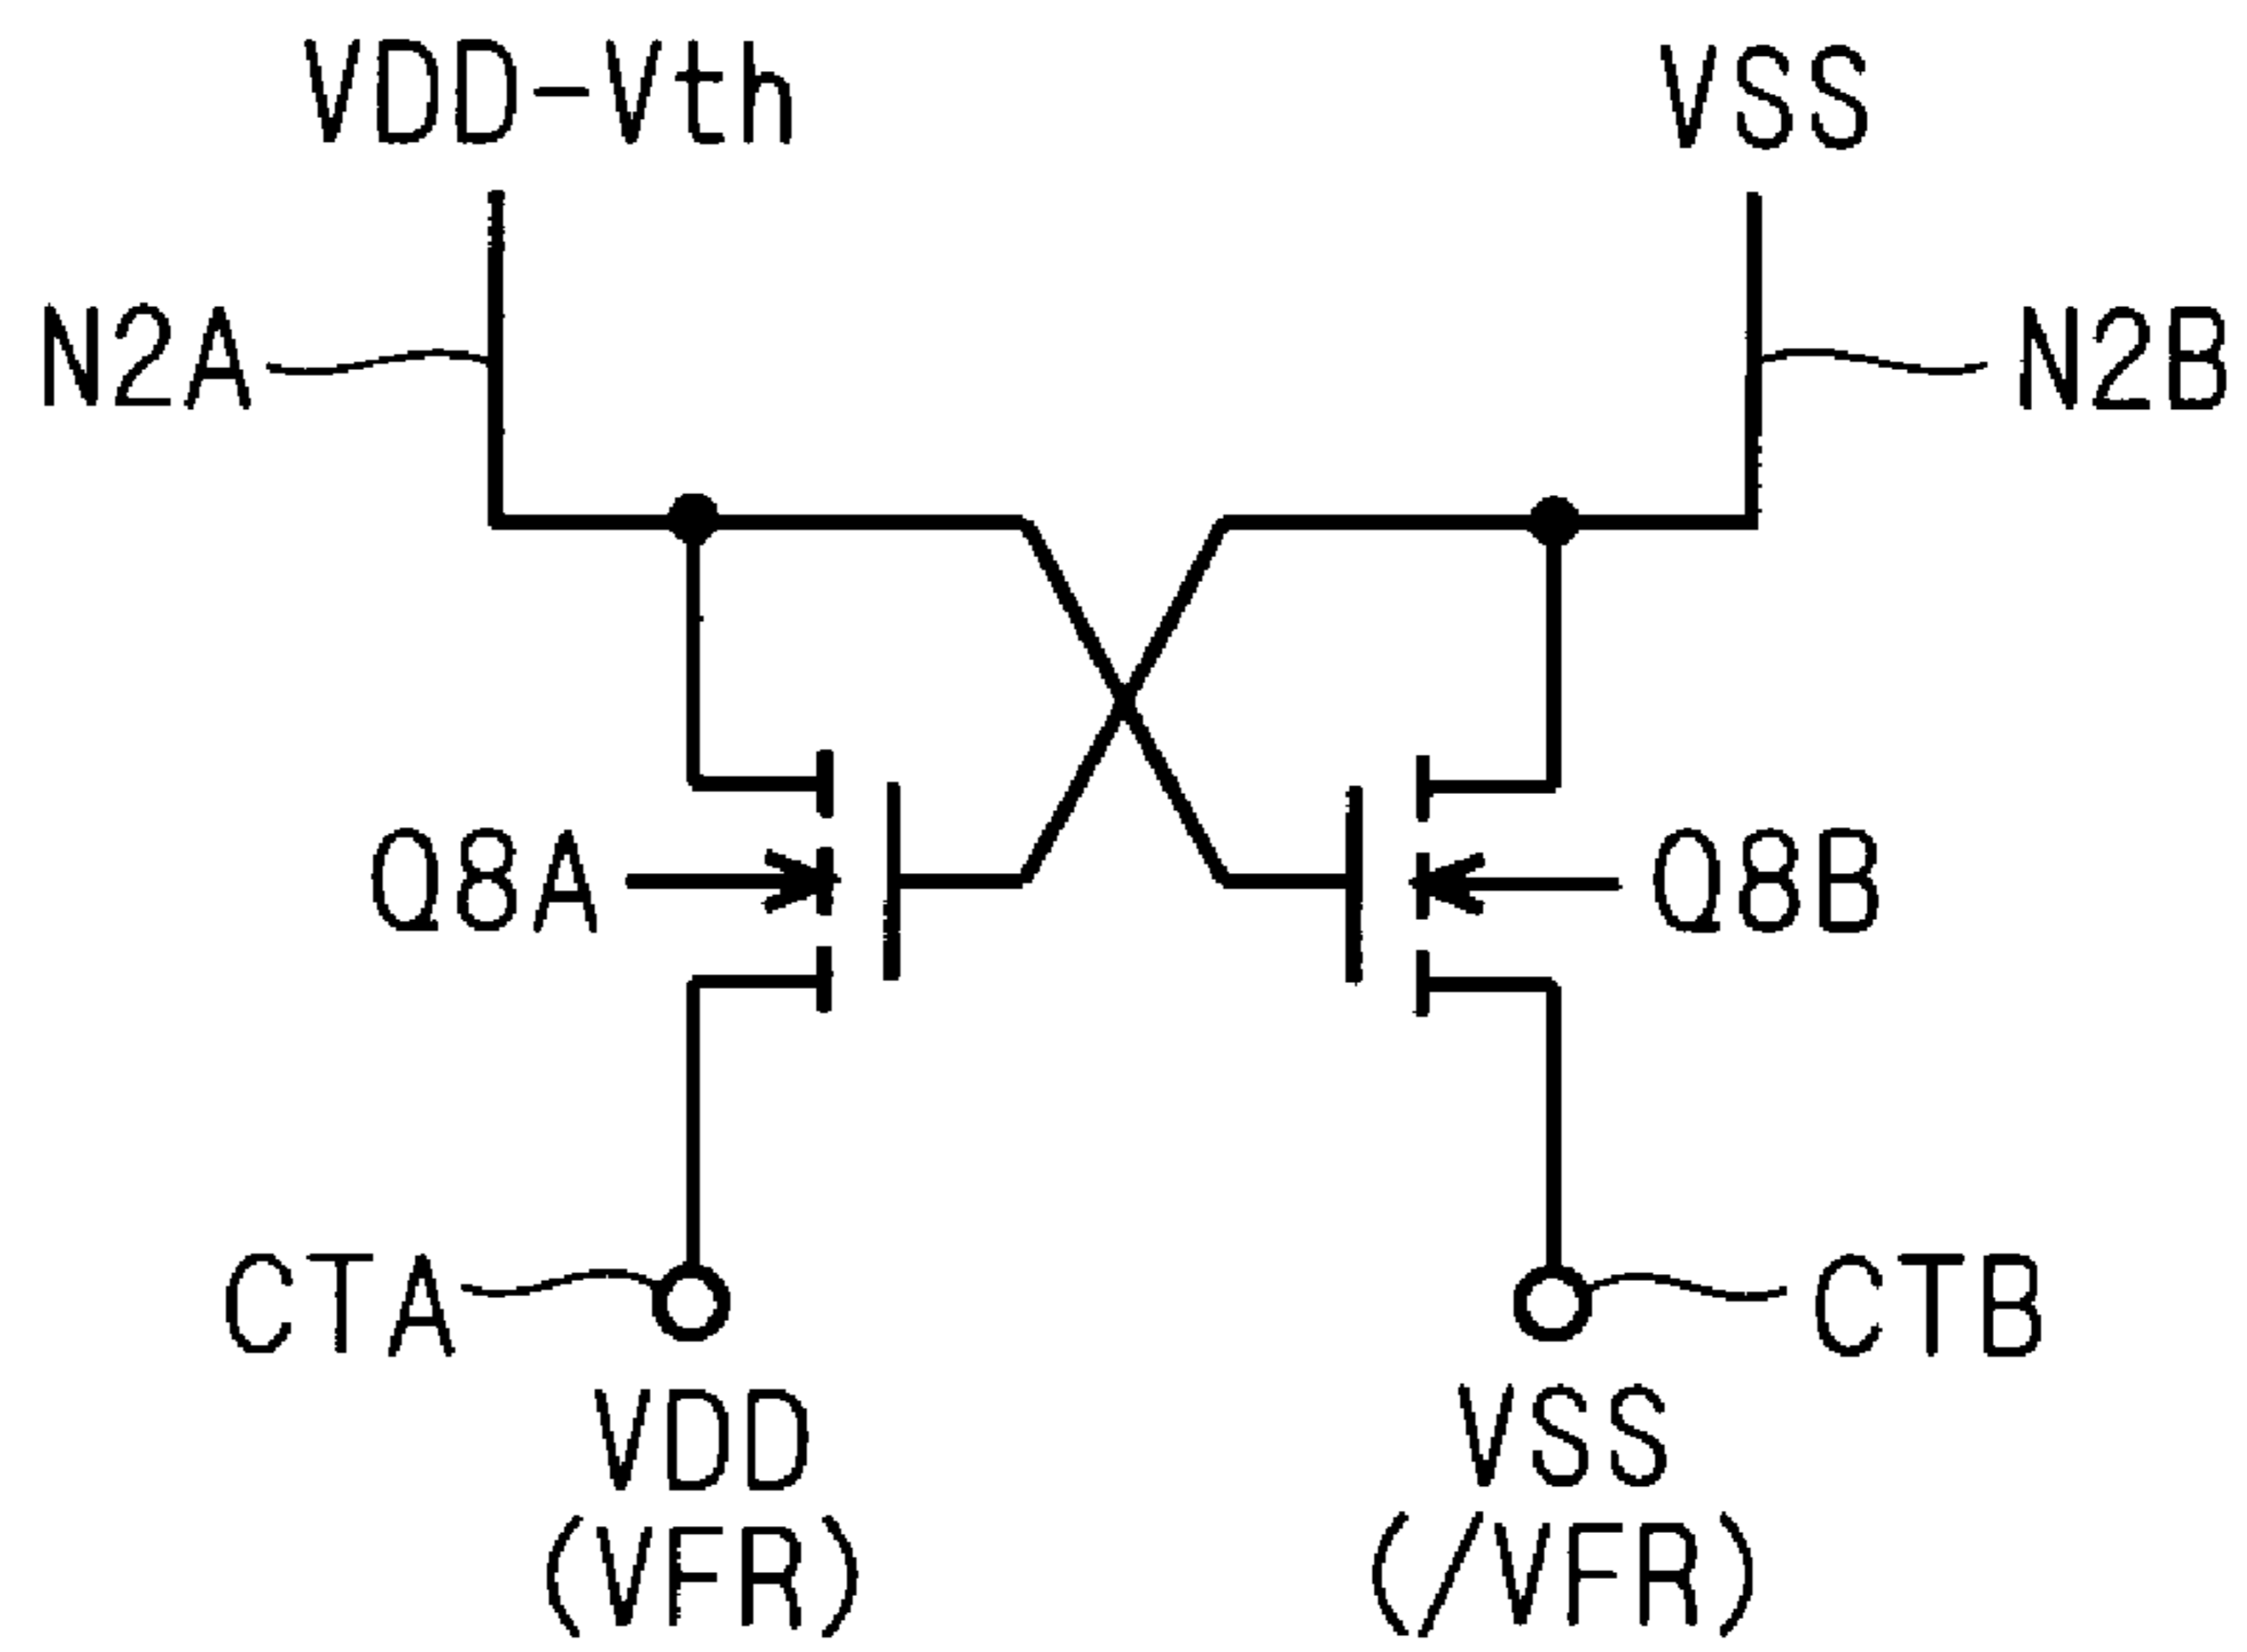 VDD-Vth VSS
N2A N2B
Q8A Q8B
CTA CTB
VDD VSS
(VFR) (/VFR)